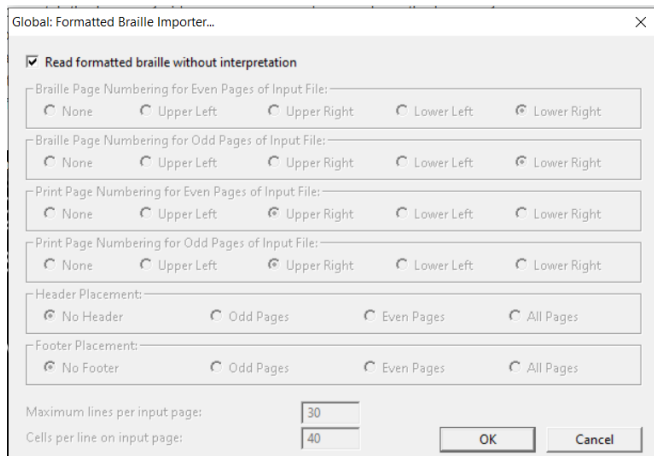 Global: Formatted Braille Importer...
Read formatted braille without interpretation
Braille Page Numbering for Even Pages of Input File:
None Upper Left Upper Right Lower Left Lower Right
Braille Page Numbering for Odd Pages of Input File:
None Upper Left Upper Right Lower Left Lower Right
Print Page Numbering for Even Pages of Input File:
None Upper Left Upper Right Lower Left Lower Right
Print Page Numbering for Odd Pages of Input File:
None Upper Left Upper Right Lower Left Lower Right
Header Placement:
No Header Odd Pages Even Pages All Pages
Footer Placement:
No Footer Odd Pages Even Pages All Pages
Maximum lines per input page: 30
Cells per line on input page: 40
OK Cancel